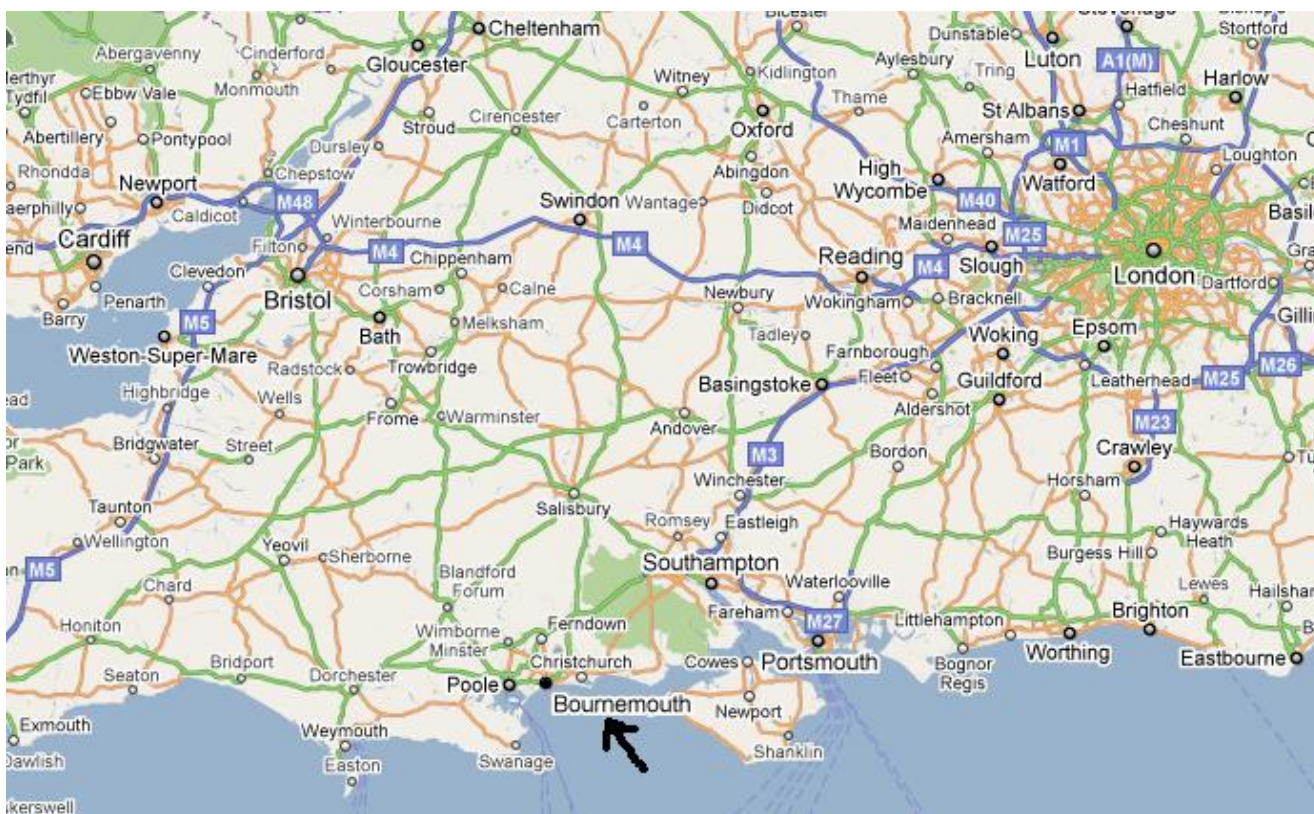 Cheltenham
Abergavenny
Cinderford
Gloucester
Monmouth
Ebbw Vale
Tydfil
Abertillery
Pontypool
Stroud
Cirencester
Carterton
Witney
Kidlington
Bicester
Oxford
Thame
Aylesbury
Tring
Dunstable
Luton
A1(M)
Stortford
Harlow
Hatfield
St Albans
Cheshunt
Amersham
M1
Watford
Loughton
Rhondda
Newport
Chepstow
Dursley
Caldicot
M48
Winterbourne
Swindon
Wantage
Abingdon
Didcot
High
Wycombe
M40
Maidenhead
M25
Cardiff
Filton
M4
M4
Chippenham
Reading
M4
Slough
London
Dartford
Clevedon
Penarth
Barry
Bristol
Corsham
Calne
Newbury
Wokingham
Bracknell
M5
Bath
Melksham
Tadley
Woking
Epsom
Weston-Super-Mare
Radstock
Trowbridge
Farnborough
Fleet
Basingstoke
Guildford
Leatherhead
M25
M26
Highbridge
Wells
Frome
Warminster
Andover
Aldershot
M23
Bridgwater
Street
M3
Bordon
Crawley
Park
Winchester
Horsham
Taunton
Salisbury
Romsey
Eastleigh
Haywards
Heath
Wellington
Yeovil
Sherborne
Burgess Hill
M5
Chard
Blandford
Forum
Southampton
Waterlooville
Lewes
Fareham
M27
Littlehampton
Brighton
Honiton
Wimborne
Minster
Ferndown
Christchurch
Cowes
Portsmouth
Bognor
Regis
Worthing
Eastbourne
Seaton
Bridport
Dorchester
Poole
Bournemouth
Newport
Exmouth
Weymouth
Swanage
Shanklin
Dawlish
Easton